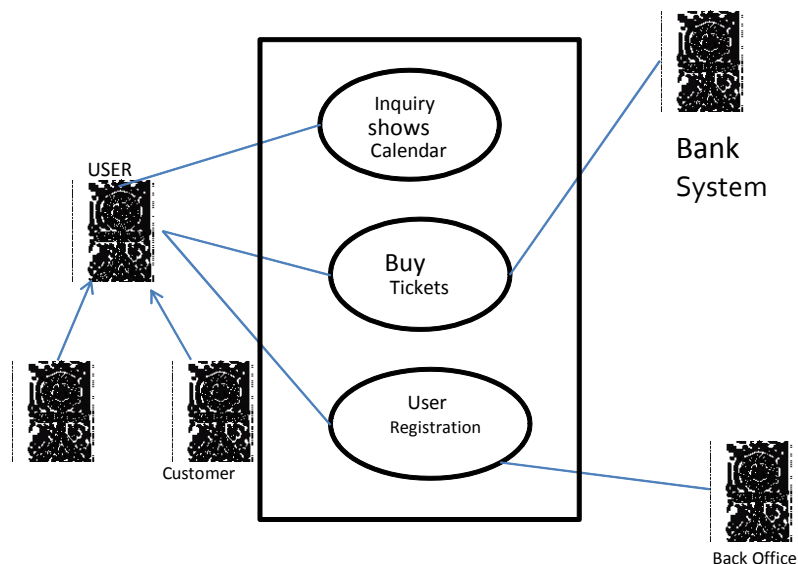 Inquiry
shows
Calendar
USER
Bank
System
Buy
Tickets
User
Registration
Customer
Back Office